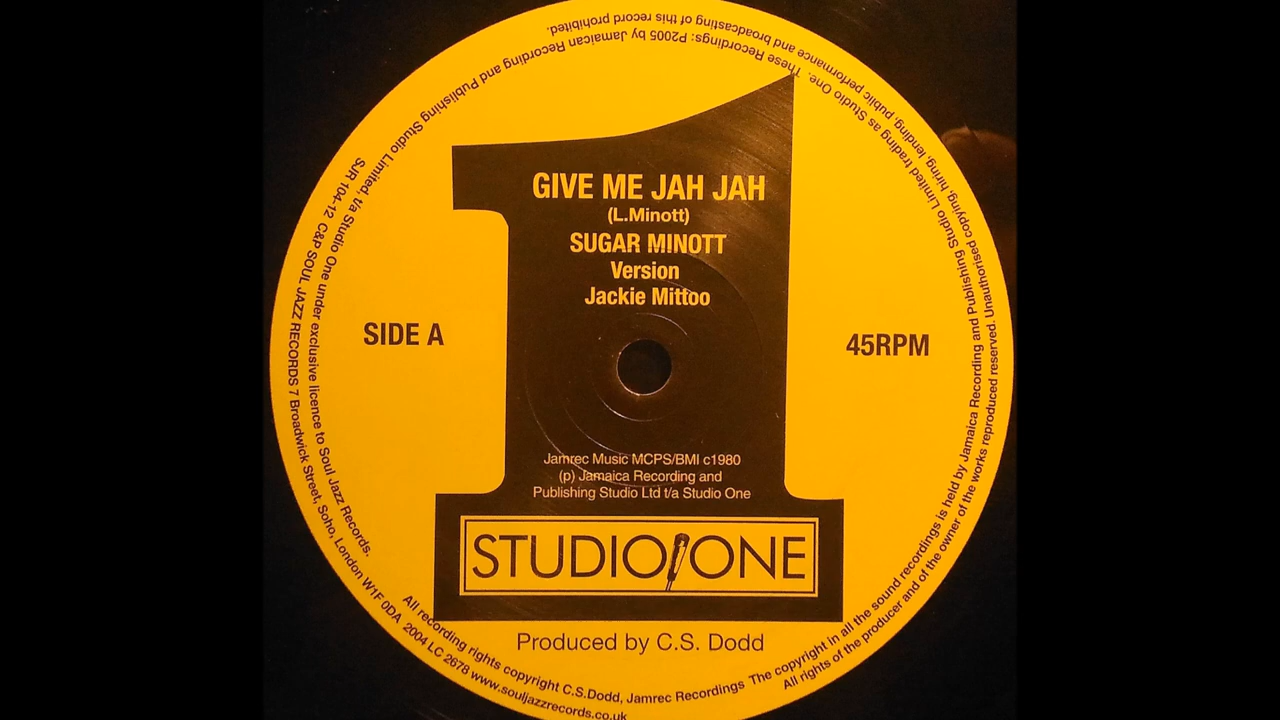 GIVE ME JAH JAH
(L.Minott)
SUGAR MINOTT
Version
Jackie Mittoo
SIDE A
45RPM
Jamrec Music MCPS/BMI c1980
(p) Jamaica Recording and
Publishing Studio Ltd t/a Studio One
STUDIO ONE
Produced by C.S. Dodd
SJR 104-12 C&P SOUL JAZZ RECORDS 7 Broadwick Street, Soho, London W1F 0DA 2004 LC 2678 www.souljazzrecords.co.uk
All recording rights copyright C.S.Dodd, Jamrec Recordings The copyright in all the sound recordings is held by Jamaica Recording and Publishing Studio Limited trading as Studio One. These Recordings: P2005 by Jamaican Recording and Publishing Studio Limited, t/a Studio One under exclusive licence to Soul Jazz Records.
All rights of the producer and of the owner of the works reproduced reserved. Unauthorised copying, hiring, lending, public performance and broadcasting of this record prohibited.